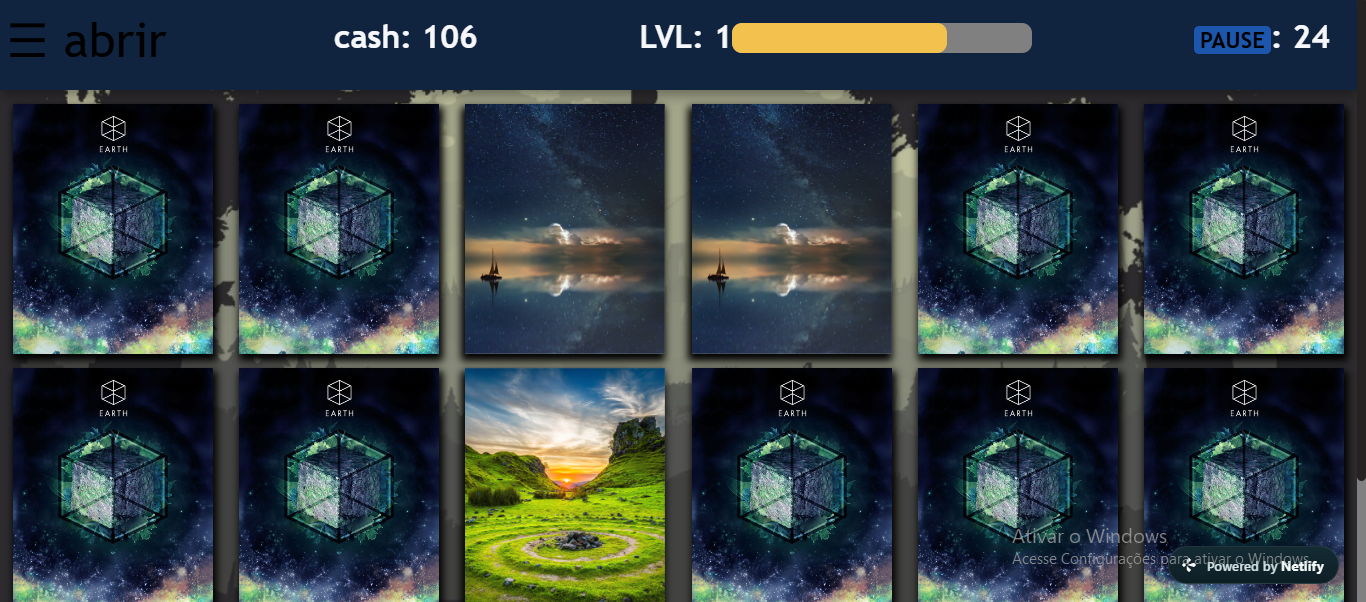 abrir
cash: 106
LVL: 1
PAUSE: 24
EARTH
EARTH
EARTH
EARTH
EARTH
EARTH
EARTH
EARTH
EARTH
Ativar o Windows
Acesse Configurações para ativar o Windows.
Powered by Netlify